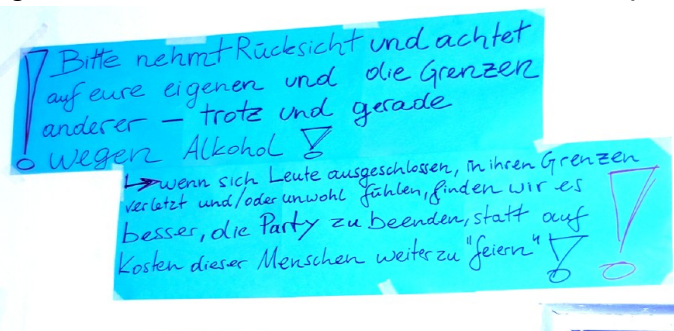 ! Bitte nehmt Rücksicht und achtet
auf eure eigenen und die Grenzen
anderer – trotz und gerade
wegen Alkohol !
↳ wenn sich Leute ausgeschlossen, in ihren Grenzen
verletzt und/oder unwohl fühlen, finden wir es
besser, die Party zu beenden, statt auf
Kosten dieser Menschen weiter zu "feiern" ! !